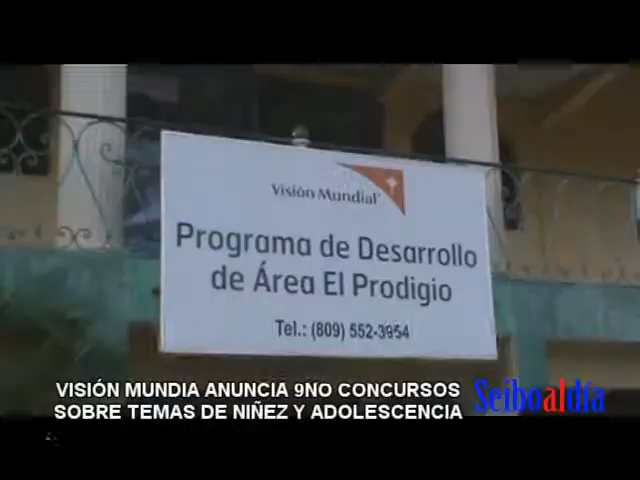 Visión Mundial
Programa de Desarrollo
de Área El Prodigio
Tel.: (809) 552-3954
VISIÓN MUNDIA ANUNCIA 9NO CONCURSOS
SOBRE TEMAS DE NIÑEZ Y ADOLESCENCIA
Seiboaldía